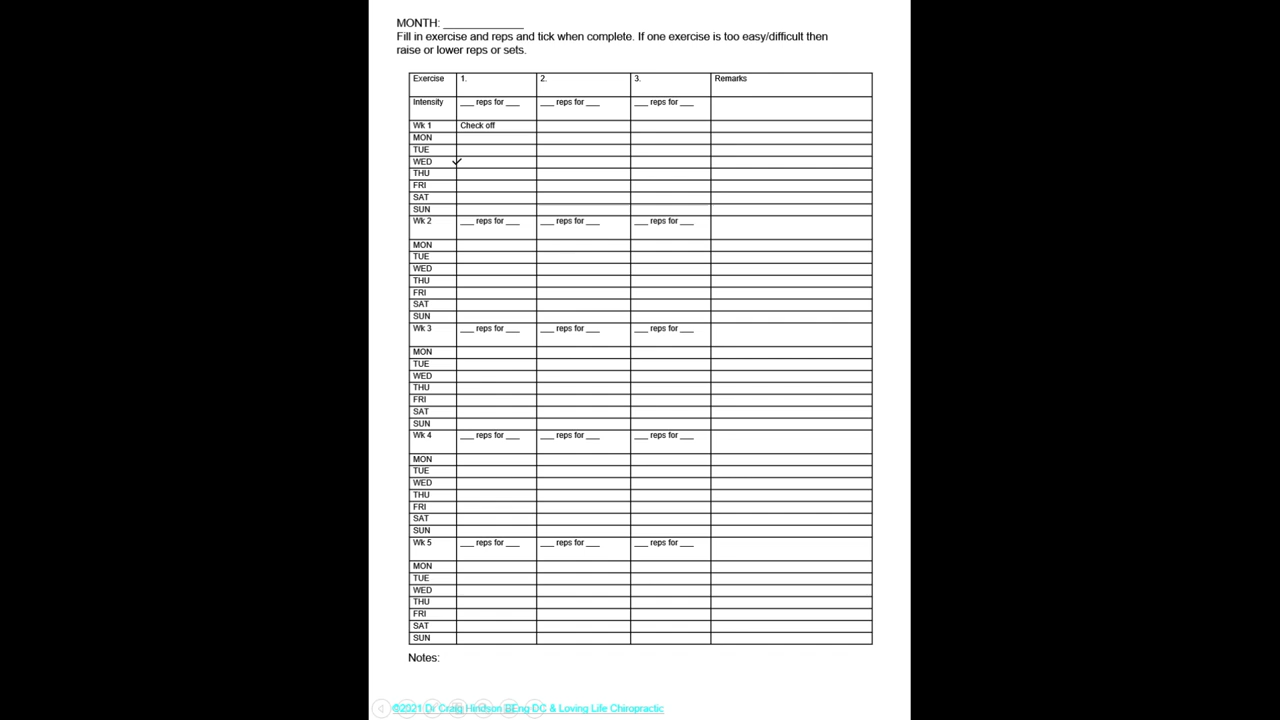 MONTH: _____________
Fill in exercise and reps and tick when complete. If one exercise is too easy/difficult then
raise or lower reps or sets.
Exercise 1. 2. 3. Remarks
Intensity ___ reps for ___ ___ reps for ___ ___ reps for ___
Wk 1 Check off
MON
TUE
WED ✓
THU
FRI
SAT
SUN
Wk 2 ___ reps for ___ ___ reps for ___ ___ reps for ___
MON
TUE
WED
THU
FRI
SAT
SUN
Wk 3 ___ reps for ___ ___ reps for ___ ___ reps for ___
MON
TUE
WED
THU
FRI
SAT
SUN
Wk 4 ___ reps for ___ ___ reps for ___ ___ reps for ___
MON
TUE
WED
THU
FRI
SAT
SUN
Wk 5 ___ reps for ___ ___ reps for ___ ___ reps for ___
MON
TUE
WED
THU
FRI
SAT
SUN
Notes:
©2021 Dr Craig Hindson BEng DC & Loving Life Chiropractic